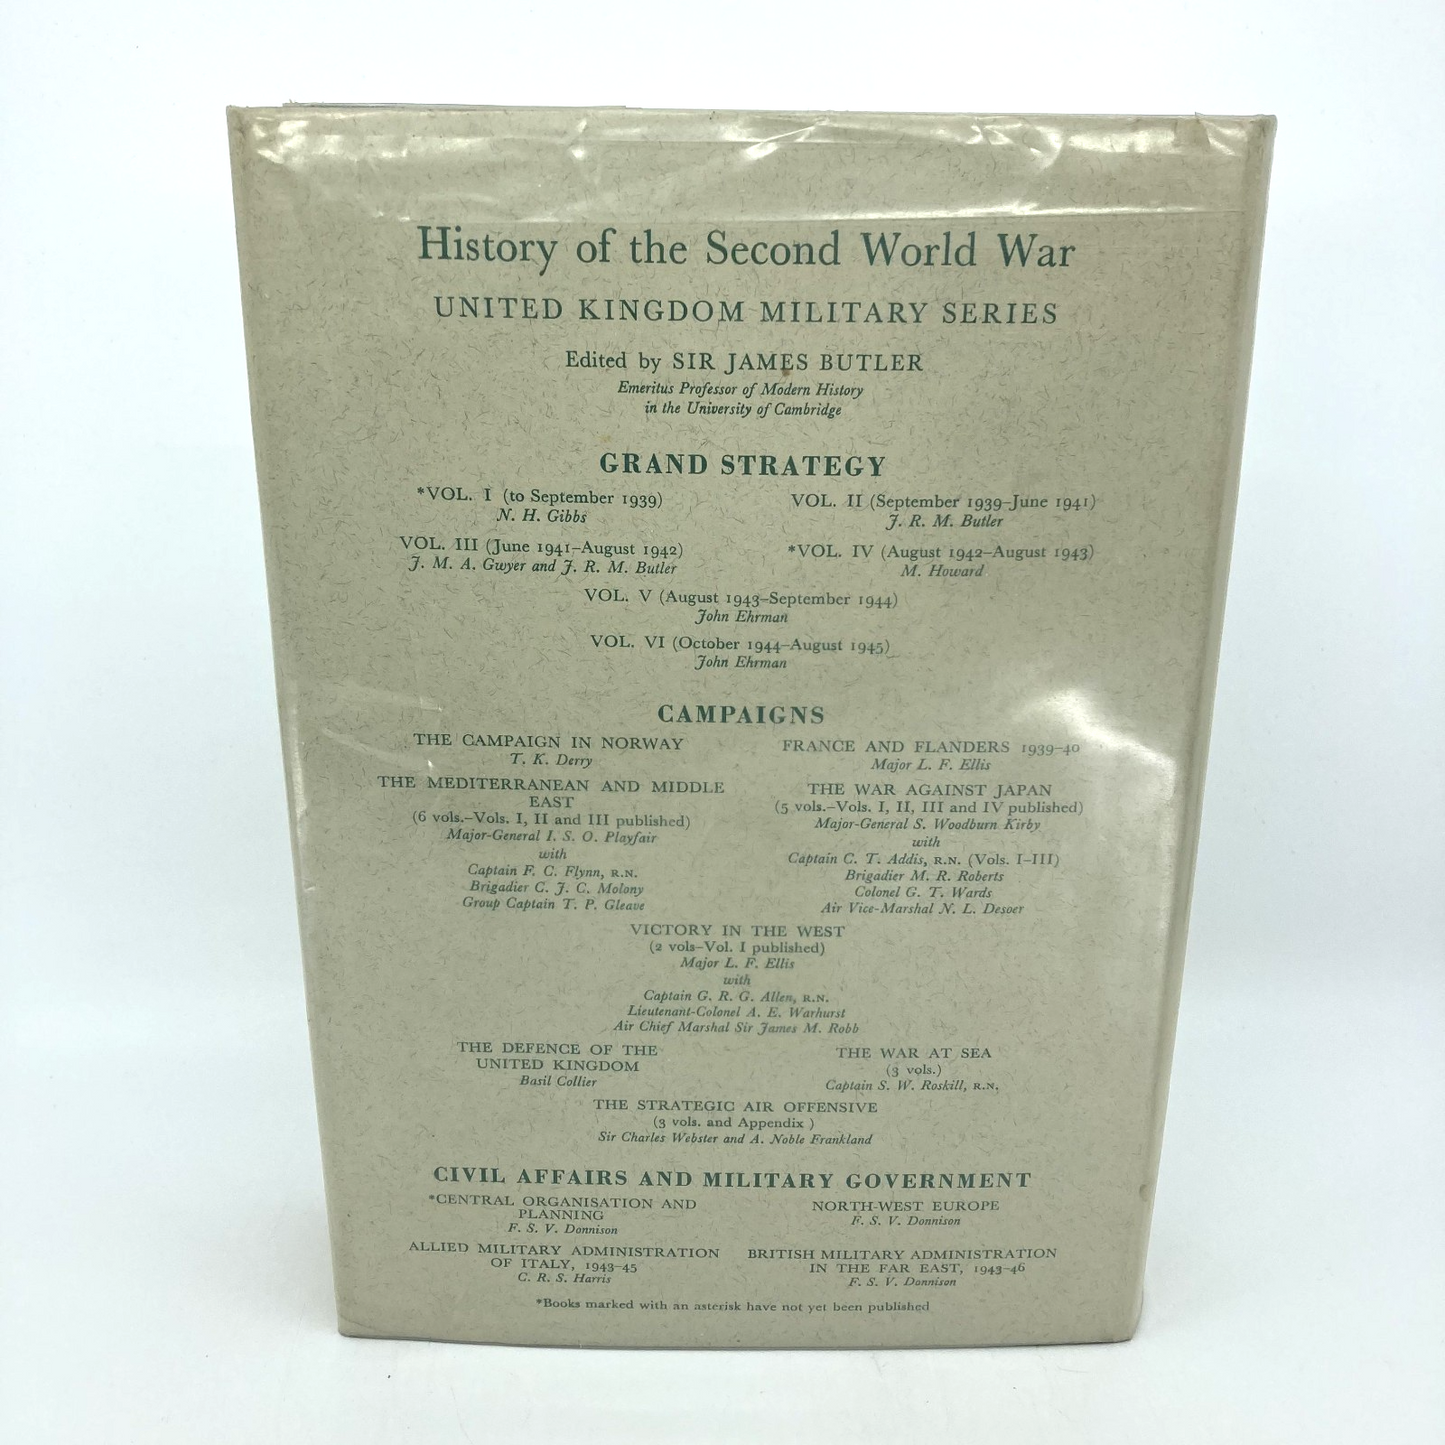 History of the Second World War
UNITED KINGDOM MILITARY SERIES
Edited by SIR JAMES BUTLER
Emeritus Professor of Modern History
in the University of Cambridge
GRAND STRATEGY
*VOL. I (to September 1939)
N. H. Gibbs
VOL. II (September 1939–June 1941)
J. R. M. Butler
VOL. III (June 1941–August 1942)
J. M. A. Gwyer and J. R. M. Butler
*VOL. IV (August 1942–August 1943)
M. Howard
VOL. V (August 1943–September 1944)
John Ehrman
VOL. VI (October 1944–August 1945)
John Ehrman
CAMPAIGNS
THE CAMPAIGN IN NORWAY
T. K. Derry
FRANCE AND FLANDERS 1939–40
Major L. F. Ellis
THE MEDITERRANEAN AND MIDDLE
EAST
(6 vols.–Vols. I, II and III published)
Major-General I. S. O. Playfair
with
Captain F. C. Flynn, R.N.
Brigadier C. J. C. Molony
Group Captain T. P. Gleave
THE WAR AGAINST JAPAN
(5 vols.–Vols. I, II, III and IV published)
Major-General S. Woodburn Kirby
with
Captain C. T. Addis, R.N. (Vols. I–III)
Brigadier M. R. Roberts
Colonel G. T. Wards
Air Vice-Marshal N. L. Desoer
VICTORY IN THE WEST
(2 vols–Vol. I published)
Major L. F. Ellis
with
Captain G. R. G. Allen, R.N.
Lieutenant-Colonel A. E. Warhurst
Air Chief Marshal Sir James M. Robb
THE DEFENCE OF THE
UNITED KINGDOM
Basil Collier
THE WAR AT SEA
(3 vols.)
Captain S. W. Roskill, R.N.
THE STRATEGIC AIR OFFENSIVE
(3 vols. and Appendix )
Sir Charles Webster and A. Noble Frankland
CIVIL AFFAIRS AND MILITARY GOVERNMENT
*CENTRAL ORGANISATION AND
PLANNING
F. S. V. Donnison
NORTH-WEST EUROPE
F. S. V. Donnison
ALLIED MILITARY ADMINISTRATION
OF ITALY, 1943–45
C. R. S. Harris
BRITISH MILITARY ADMINISTRATION
IN THE FAR EAST, 1943–46
F. S. V. Donnison
*Books marked with an asterisk have not yet been published